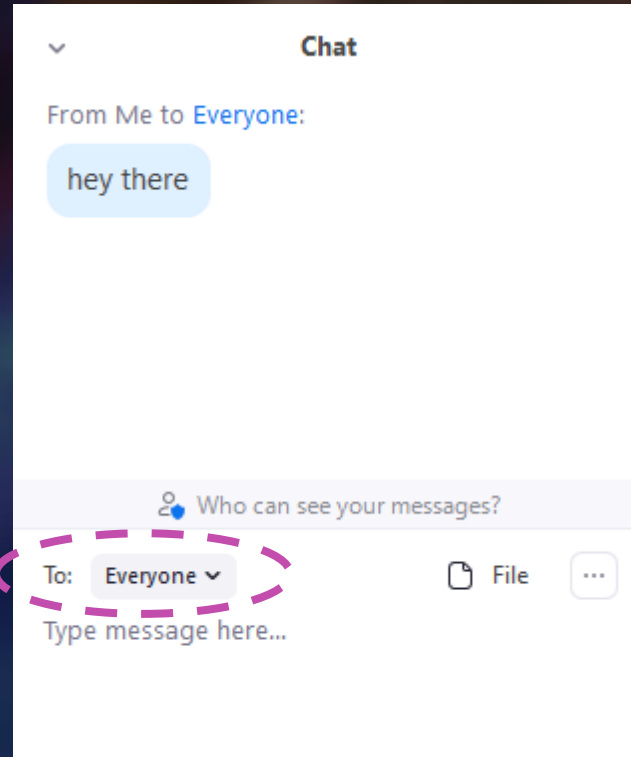 Chat
From Me to Everyone:
hey there
Who can see your messages?
To: Everyone File
Type message here...